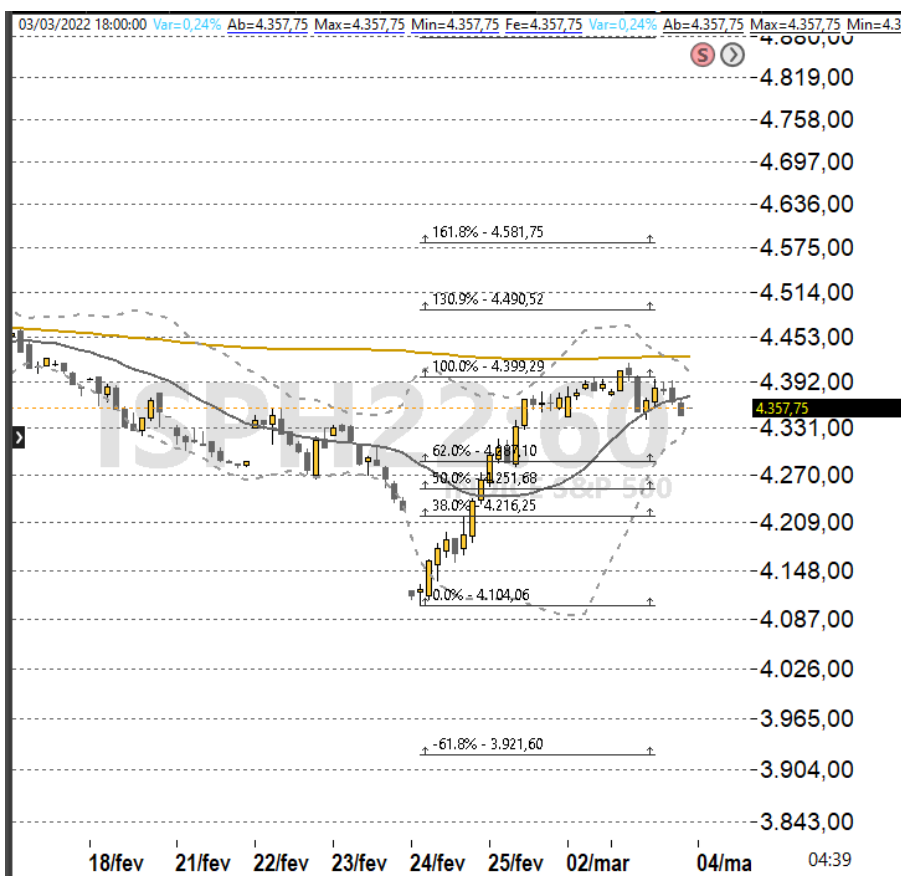 03/03/2022 18:00:00 Var=0,24% Ab=4.357,75 Max=4.357,75 Min=4.357,75 Fe=4.357,75 Var=0,24% Ab=4.357,75 Max=4.357,75 Min=4.3
4.880,00
S
4.819,00
4.758,00
4.697,00
4.636,00
161.8% - 4.581,75
4.575,00
4.514,00
130.9% - 4.490,52
4.453,00
100.0% - 4.399,29
4.392,00
4.357,75
ISPH22:60
4.331,00
62.0% - 4.287,10
4.270,00
50.0% - 4.251,68
S&P 500
38.0% - 4.216,25
4.209,00
4.148,00
0.0% - 4.104,06
4.087,00
4.026,00
3.965,00
-61.8% - 3.921,60
3.904,00
3.843,00
18/fev 21/fev 22/fev 23/fev 24/fev 25/fev 02/mar 04/ma 04:39